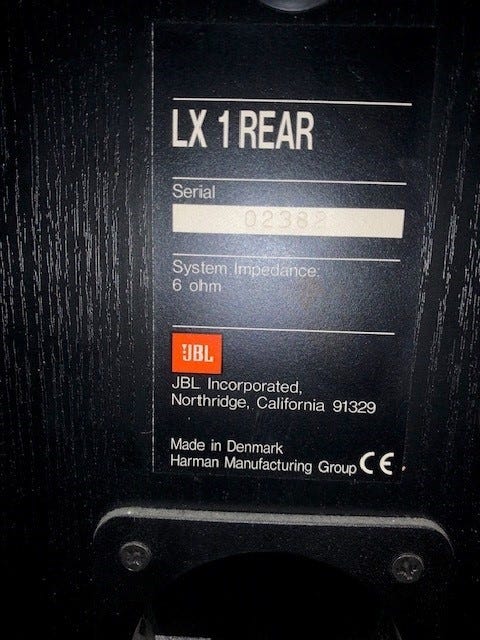 LX 1 REAR
Serial
02382
System Impedance:
6 ohm
JBL
JBL Incorporated,
Northridge, California 91329
Made in Denmark
Harman Manufacturing Group CE